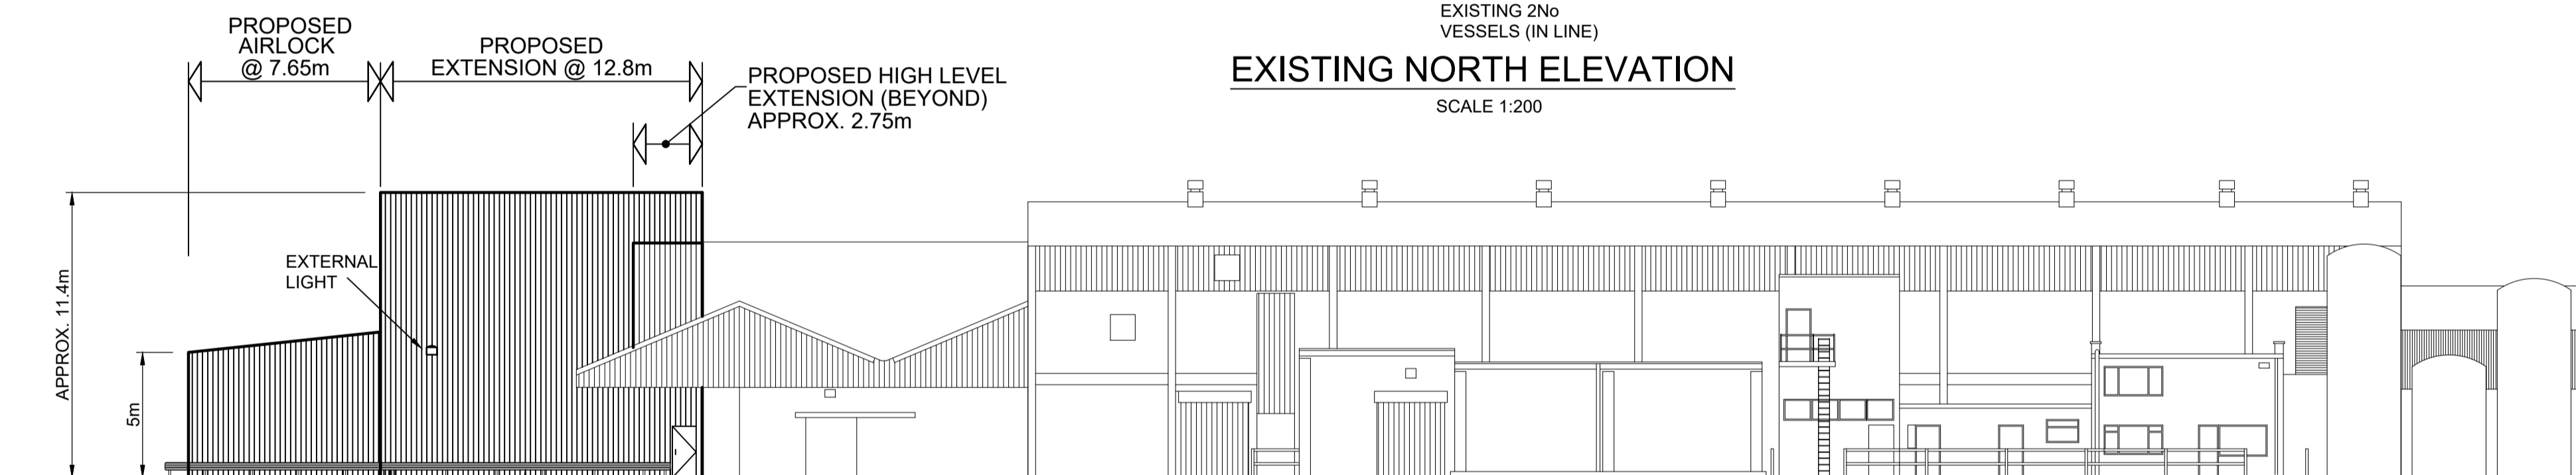 PROPOSED
AIRLOCK
@ 7.65m
PROPOSED
EXTENSION @ 12.8m
PROPOSED HIGH LEVEL
EXTENSION (BEYOND)
APPROX. 2.75m
EXISTING 2No
VESSELS (IN LINE)
EXISTING NORTH ELEVATION
SCALE 1:200
EXTERNAL
LIGHT
APPROX. 11.4m
5m